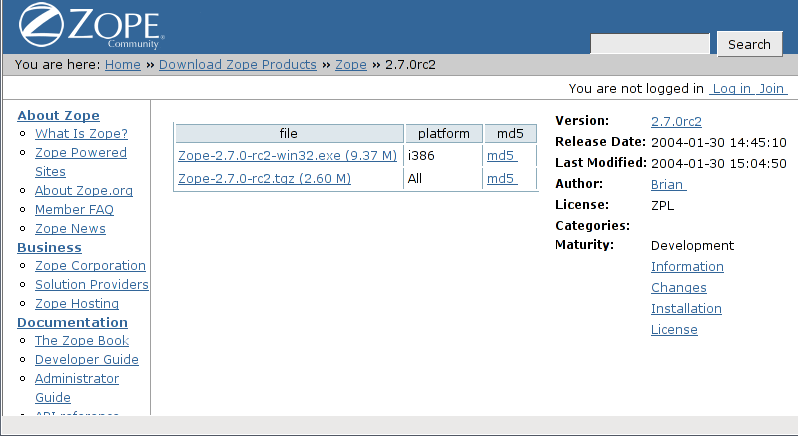 ZOPE
Community
Search
You are here: Home » Download Zope Products » Zope » 2.7.0rc2
You are not logged in Log in Join
About Zope
What Is Zope?
Zope Powered
Sites
About Zope.org
Member FAQ
Zope News
Business
Zope Corporation
Solution Providers
Zope Hosting
Documentation
The Zope Book
Developer Guide
Administrator
Guide
API reference
file platform md5
Zope-2.7.0-rc2-win32.exe (9.37 M) i386 md5
Zope-2.7.0-rc2.tgz (2.60 M) All md5
Version: 2.7.0rc2
Release Date: 2004-01-30 14:45:10
Last Modified: 2004-01-30 15:04:50
Author: Brian
License: ZPL
Categories:
Maturity: Development
Information
Changes
Installation
License